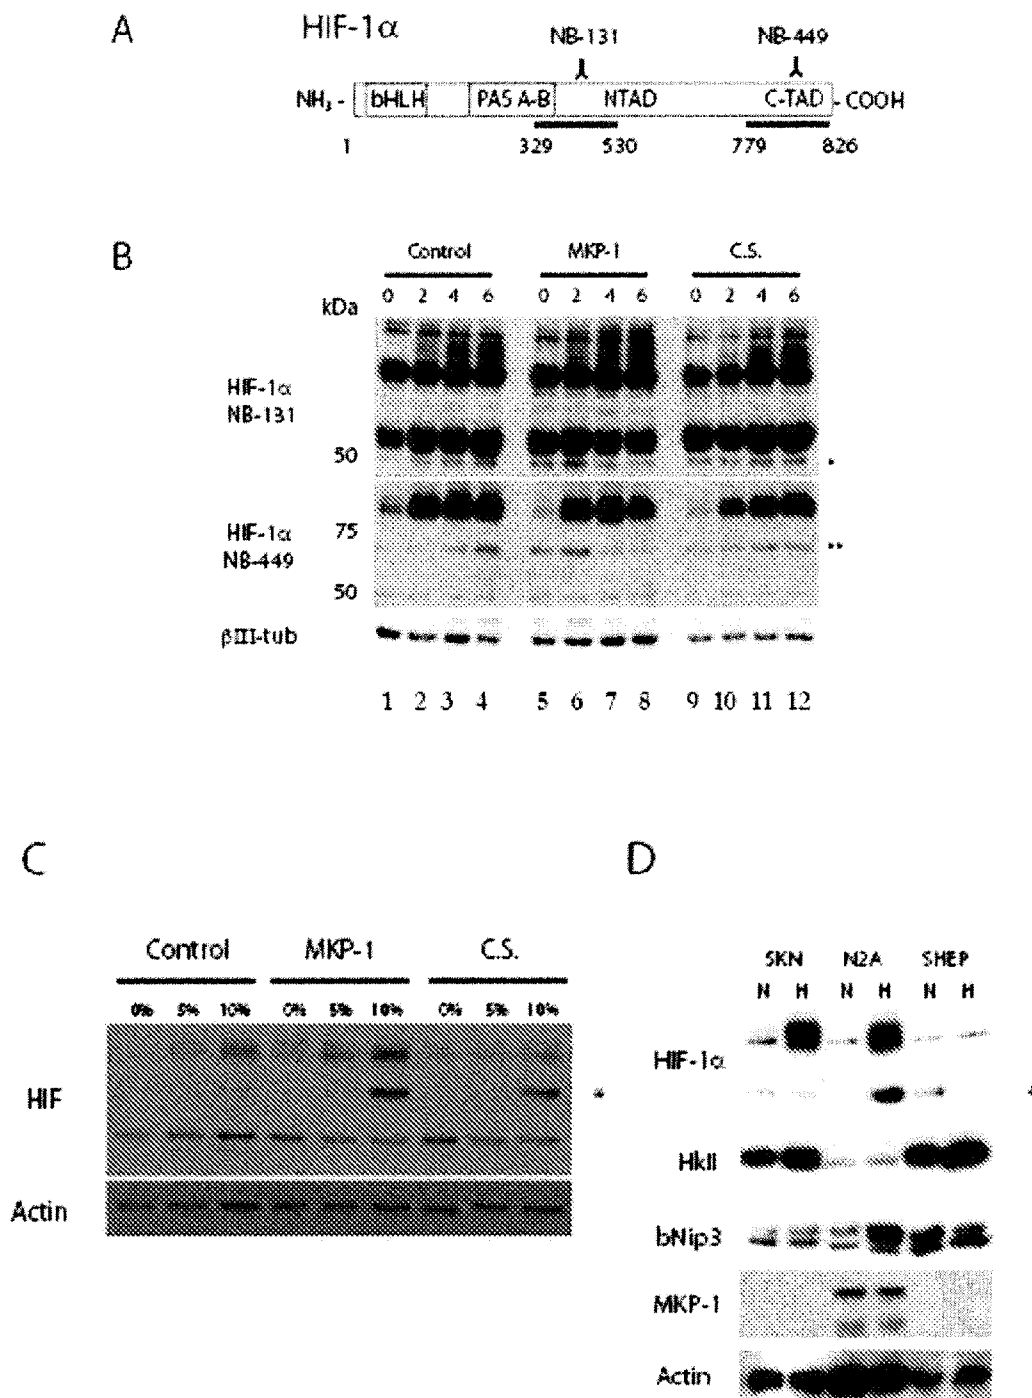 A
HIF-1α
NB-131 NB-449
NH₃ - bHLH PAS A-B NTAD C-TAD - COOH
1 329 530 779 826
B
Control MKP-1 C.S.
kDa 0 2 4 6 0 2 4 6 0 2 4 6
HIF-1α
NB-131
50 *
75
HIF-1α
NB-449 **
50
βIII-tub
1 2 3 4 5 6 7 8 9 10 11 12
C
Control MKP-1 C.S.
0% 5% 10% 0% 5% 10% 0% 5% 10%
HIF *
Actin
D
SKN N2A SHEP
N H N H N H
HIF-1α
*
HkII
bNip3
MKP-1
Actin